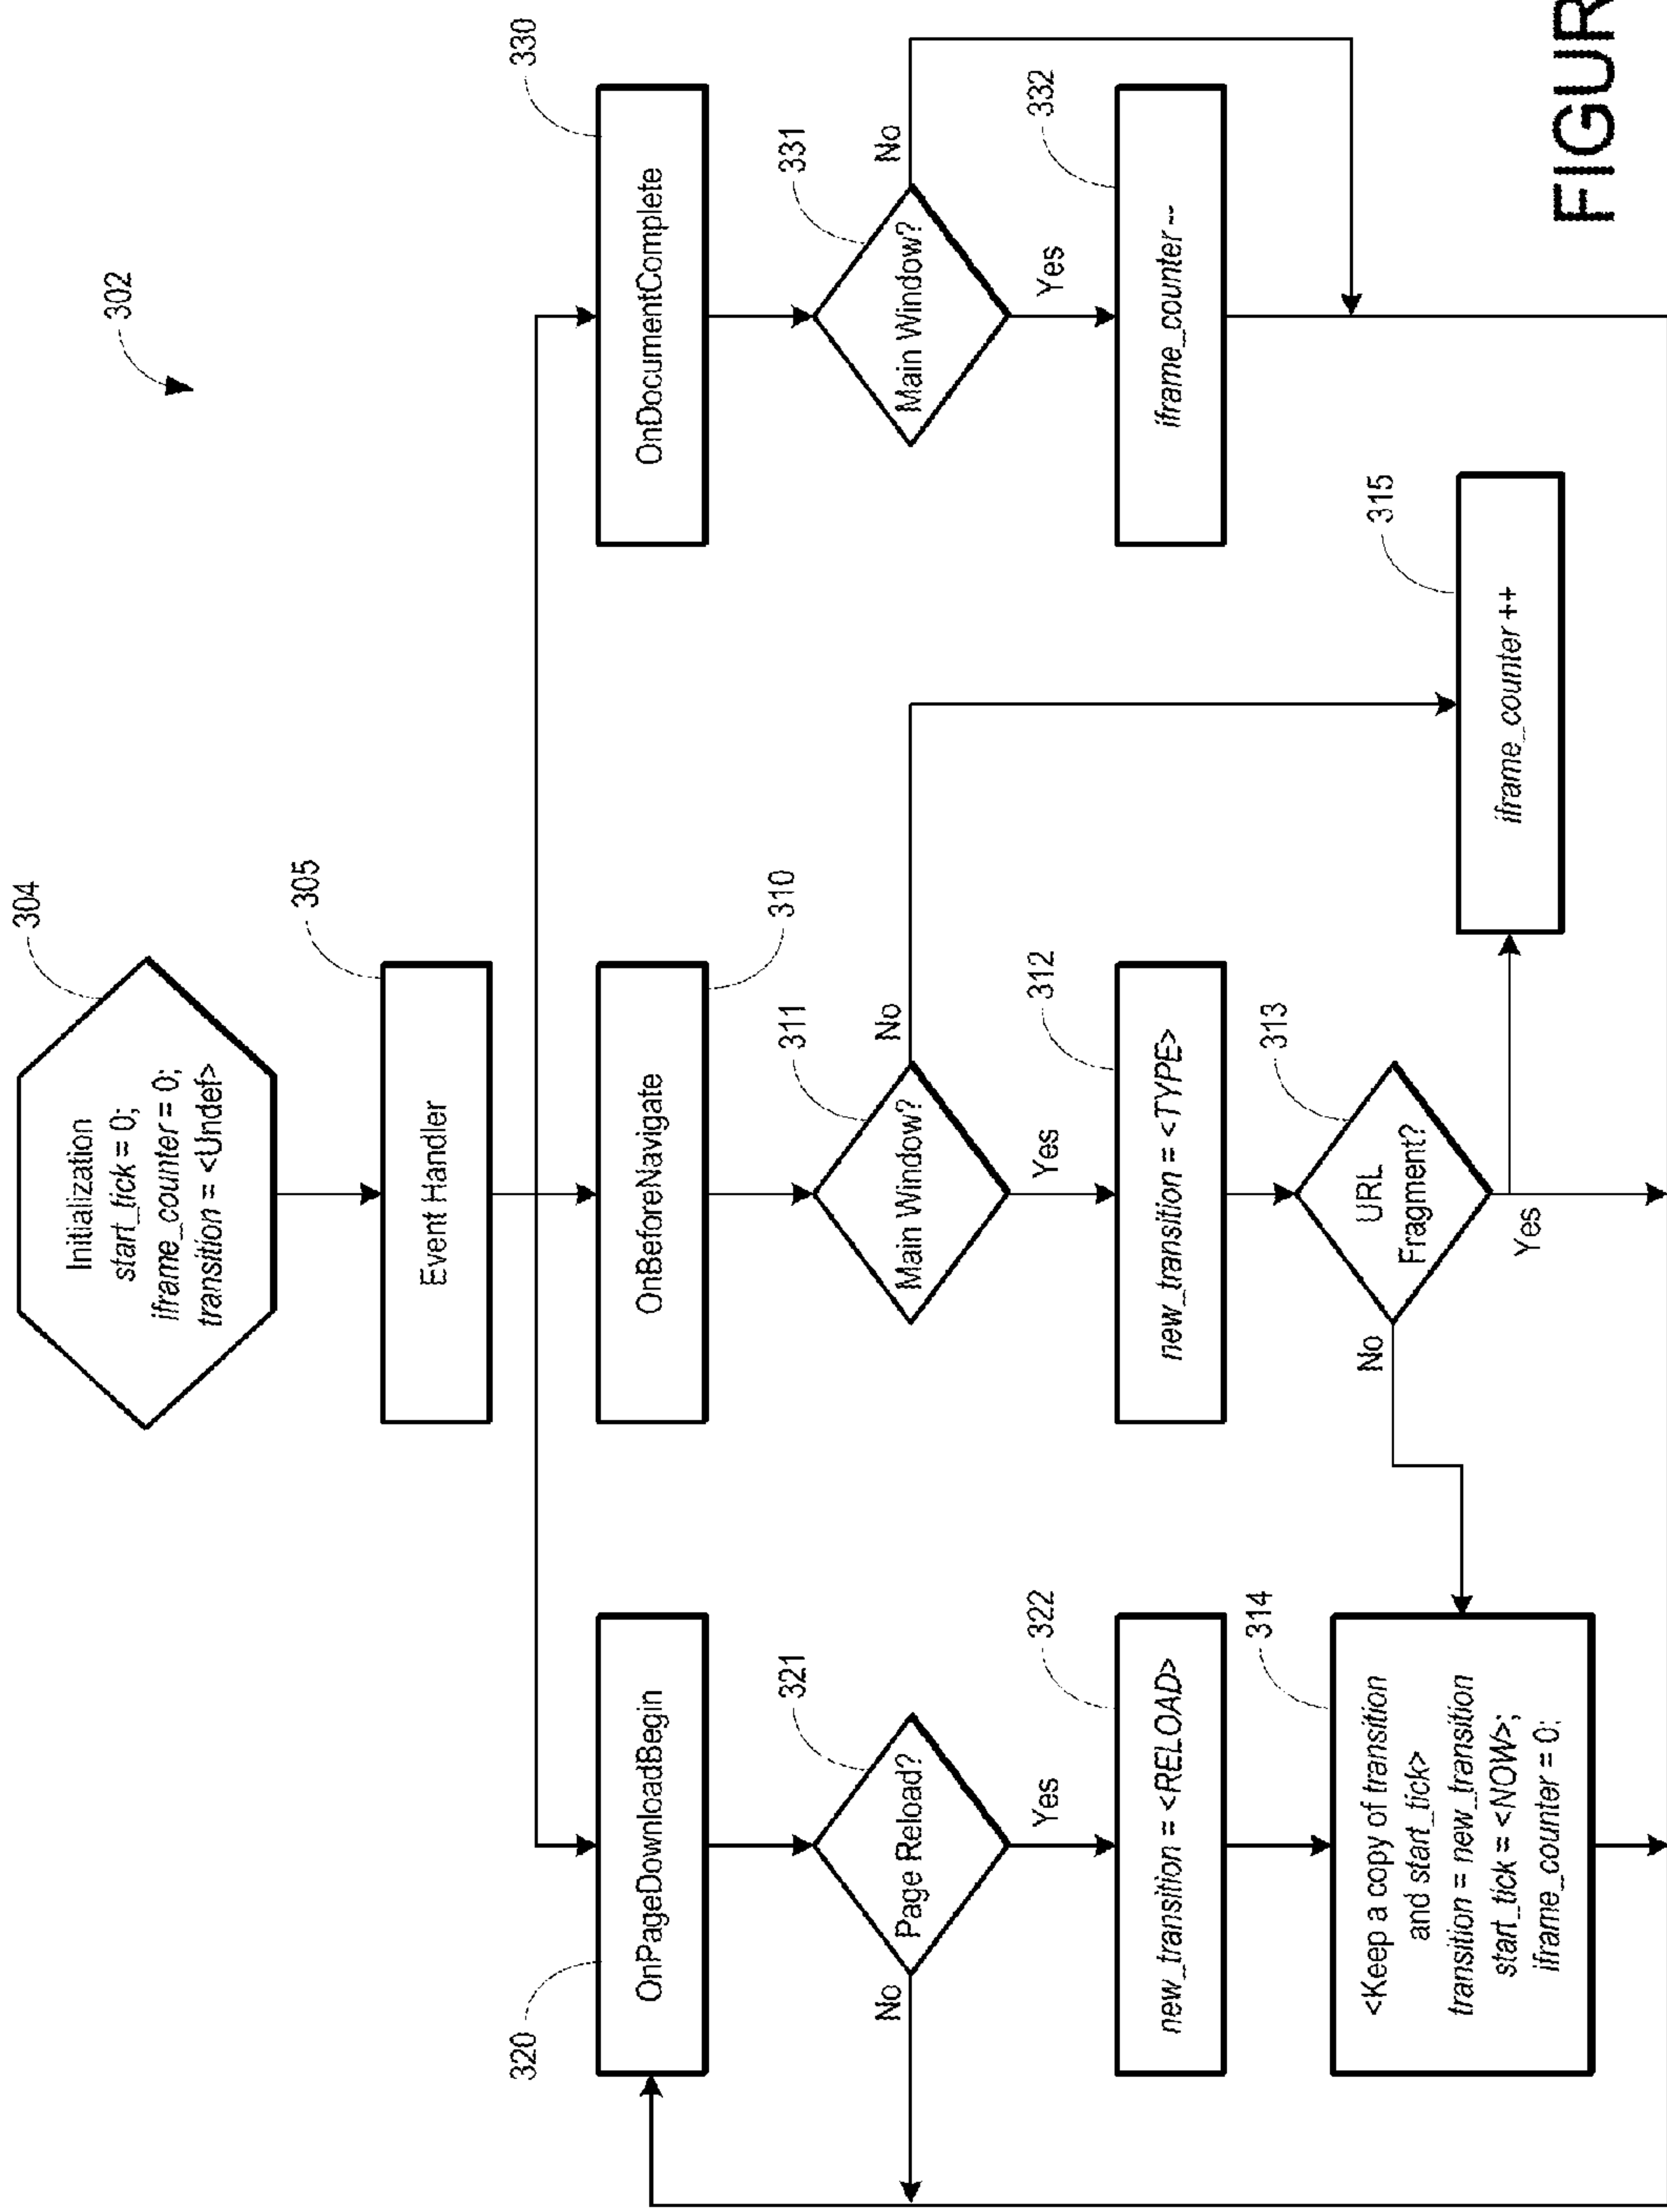 302
304
Initialization
start_tick = 0;
iframe_counter = 0;
transition = <Undef>
305
Event Handler
320
OnPageDownloadBegin
310
OnBeforeNavigate
330
OnDocumentComplete
321
Page Reload?
No
Yes
311
Main Window?
No
Yes
331
Main Window?
No
Yes
322
new_transition = <RELOAD>
312
new_transition = <TYPE>
332
iframe_counter --
314
<Keep a copy of transition
and start_tick>
transition = new_transition
start_tick = <NOW>;
iframe_counter = 0;
313
URL
Fragment?
No
Yes
315
iframe_counter ++